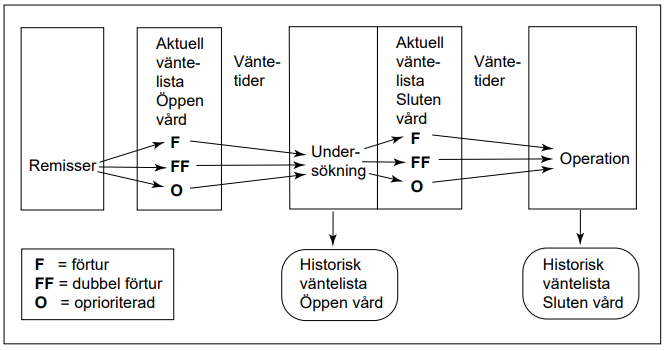 Remisser
Aktuell
vänte-
lista
Öppen
vård
F
FF
O
Vänte-
tider
Under-
sökning
Aktuell
vänte-
lista
Sluten
vård
F
FF
O
Vänte-
tider
Operation
F = förtur
FF = dubbel förtur
O = oprioriterad
Historisk
väntelista
Öppen vård
Historisk
väntelista
Sluten vård